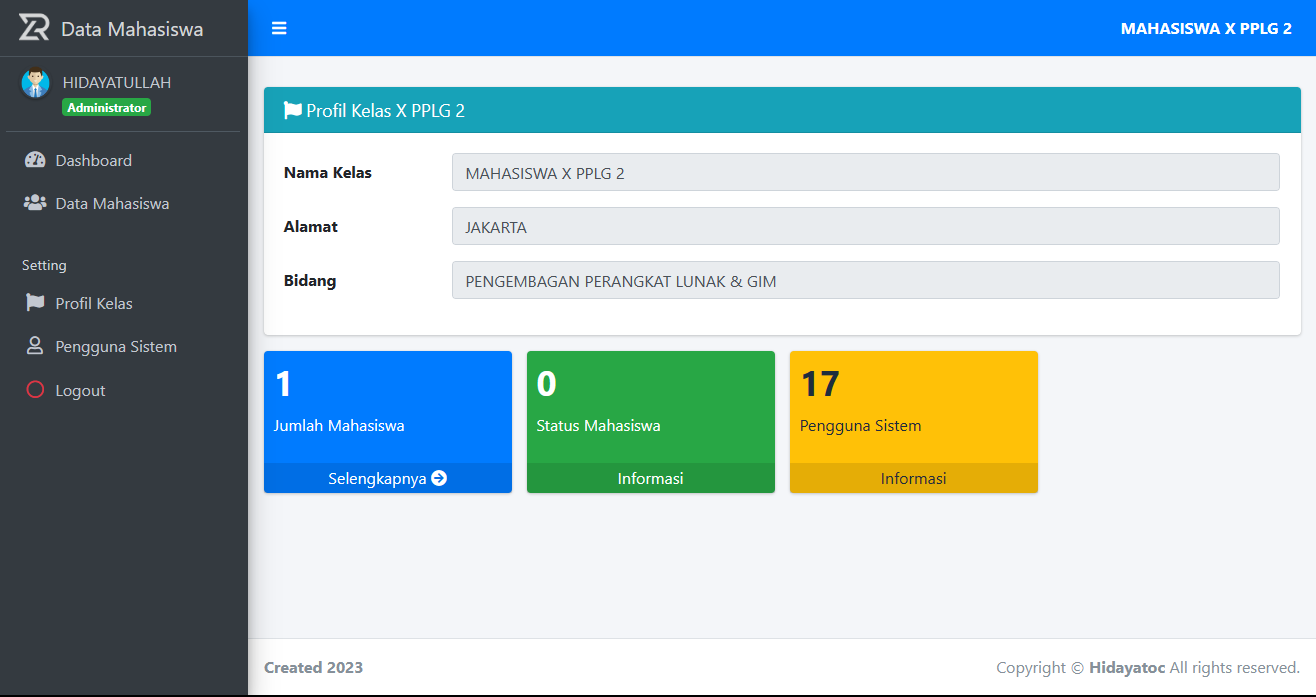 Data Mahasiswa
MAHASISWA X PPLG 2
HIDAYATULLAH
Administrator
Dashboard
Data Mahasiswa
Setting
Profil Kelas
Pengguna Sistem
Logout
Profil Kelas X PPLG 2
Nama Kelas MAHASISWA X PPLG 2
Alamat JAKARTA
Bidang PENGEMBAGAN PERANGKAT LUNAK & GIM
1
Jumlah Mahasiswa
Selengkapnya
0
Status Mahasiswa
Informasi
17
Pengguna Sistem
Informasi
Created 2023
Copyright © Hidayatoc All rights reserved.